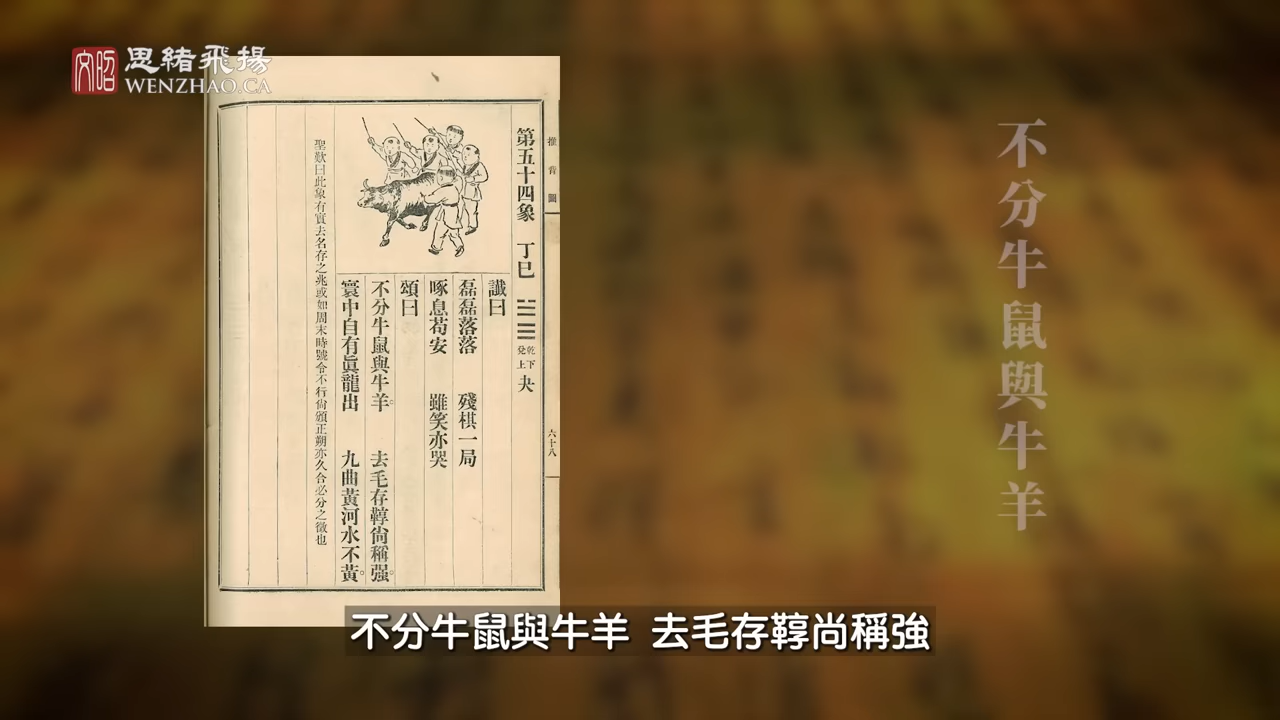 文昭
思緒飛揚
WENZHAO.CA
推背圖
六十八
第五十四象 丁巳 乾下兌上 夬
讖曰
磊磊落落 殘棋一局
啄息苟安 雖笑亦哭
頌曰
不分牛鼠與牛羊 去毛存鞟尚稱强
寰中自有眞龍出 九曲黃河水不黃
聖歎曰此象有實去名存之兆或如周末時號令不行尙頒正朔亦久合必分之徵也
不分牛鼠與牛羊
不分牛鼠與牛羊 去毛存鞟尚稱強